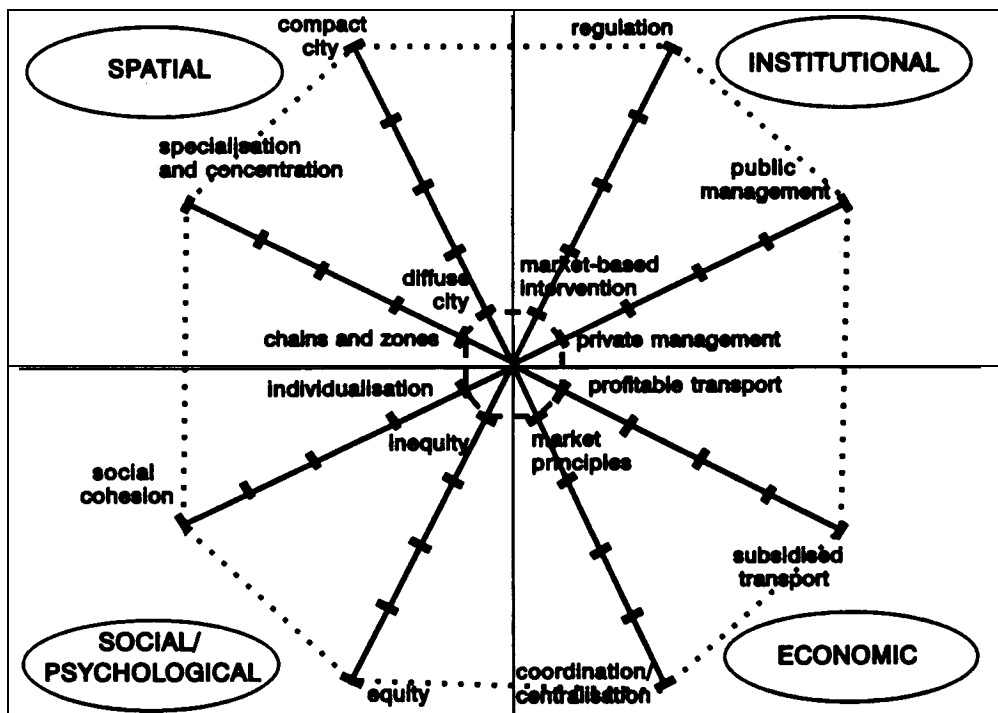 compact
city
SPATIAL
specialisation
and concentration
diffuse
city
chains and zones
regulation
INSTITUTIONAL
public
management
market-based
intervention
private management
individualisation
inequity
social
cohesion
SOCIAL/
PSYCHOLOGICAL
equity
profitable transport
market
principles
subsidised
transport
coordination/
centralisation
ECONOMIC